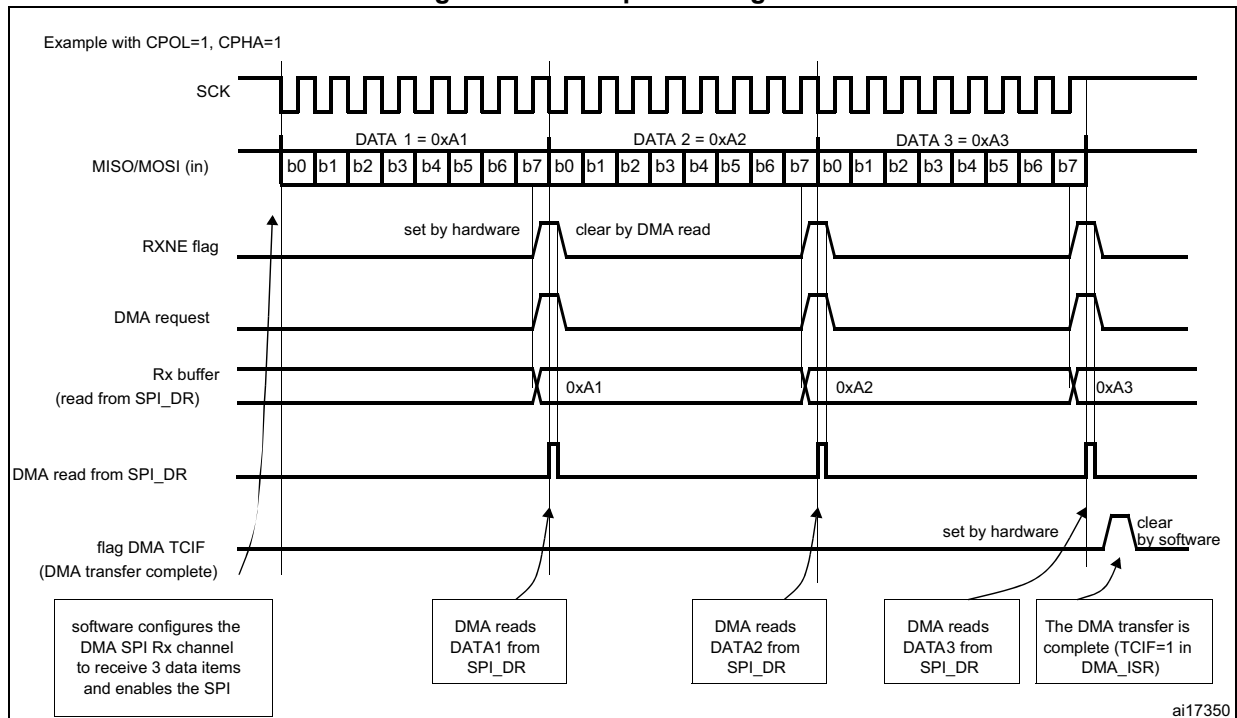 Example with CPOL=1, CPHA=1
SCK
DATA 1 = 0xA1
DATA 2 = 0xA2
DATA 3 = 0xA3
MISO/MOSI (in)
b0 b1 b2 b3 b4 b5 b6 b7 b0 b1 b2 b3 b4 b5 b6 b7 b0 b1 b2 b3 b4 b5 b6 b7
RXNE flag
set by hardware
clear by DMA read
DMA request
Rx buffer
(read from SPI_DR)
0xA1
0xA2
0xA3
DMA read from SPI_DR
flag DMA TCIF
(DMA transfer complete)
set by hardware
clear
by software
software configures the
DMA SPI Rx channel
to receive 3 data items
and enables the SPI
DMA reads
DATA1 from
SPI_DR
DMA reads
DATA2 from
SPI_DR
DMA reads
DATA3 from
SPI_DR
The DMA transfer is
complete (TCIF=1 in
DMA_ISR)
ai17350